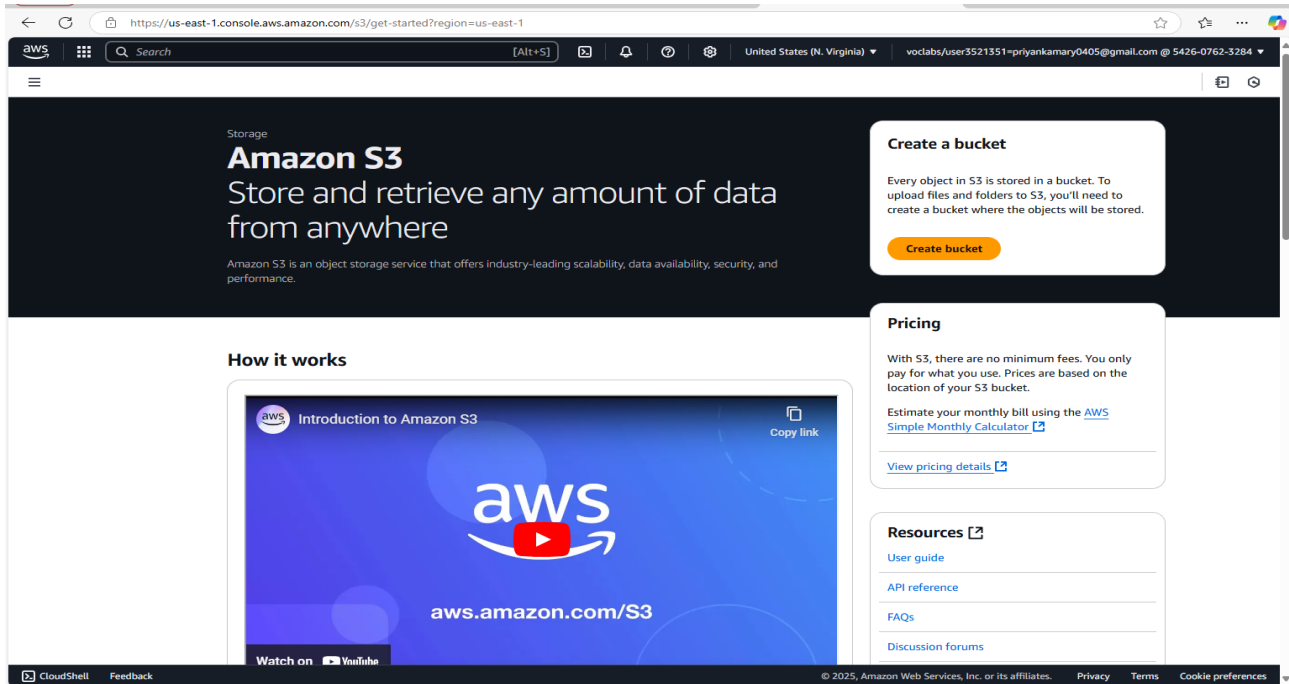 https://us-east-1.console.aws.amazon.com/s3/get-started?region=us-east-1
aws
Search
[Alt+S]
United States (N. Virginia)
voclabs/user3521351=priyankamary0405@gmail.com @ 5426-0762-3284
Storage
Amazon S3
Store and retrieve any amount of data
from anywhere
Amazon S3 is an object storage service that offers industry-leading scalability, data availability, security, and
performance.
Create a bucket
Every object in S3 is stored in a bucket. To
upload files and folders to S3, you'll need to
create a bucket where the objects will be stored.
Create bucket
Pricing
With S3, there are no minimum fees. You only
pay for what you use. Prices are based on the
location of your S3 bucket.
Estimate your monthly bill using the AWS
Simple Monthly Calculator
View pricing details
How it works
aws
Introduction to Amazon S3
Copy link
aws
aws.amazon.com/S3
Watch on YouTube
Resources
User guide
API reference
FAQs
Discussion forums
CloudShell
Feedback
© 2025, Amazon Web Services, Inc. or its affiliates.
Privacy
Terms
Cookie preferences